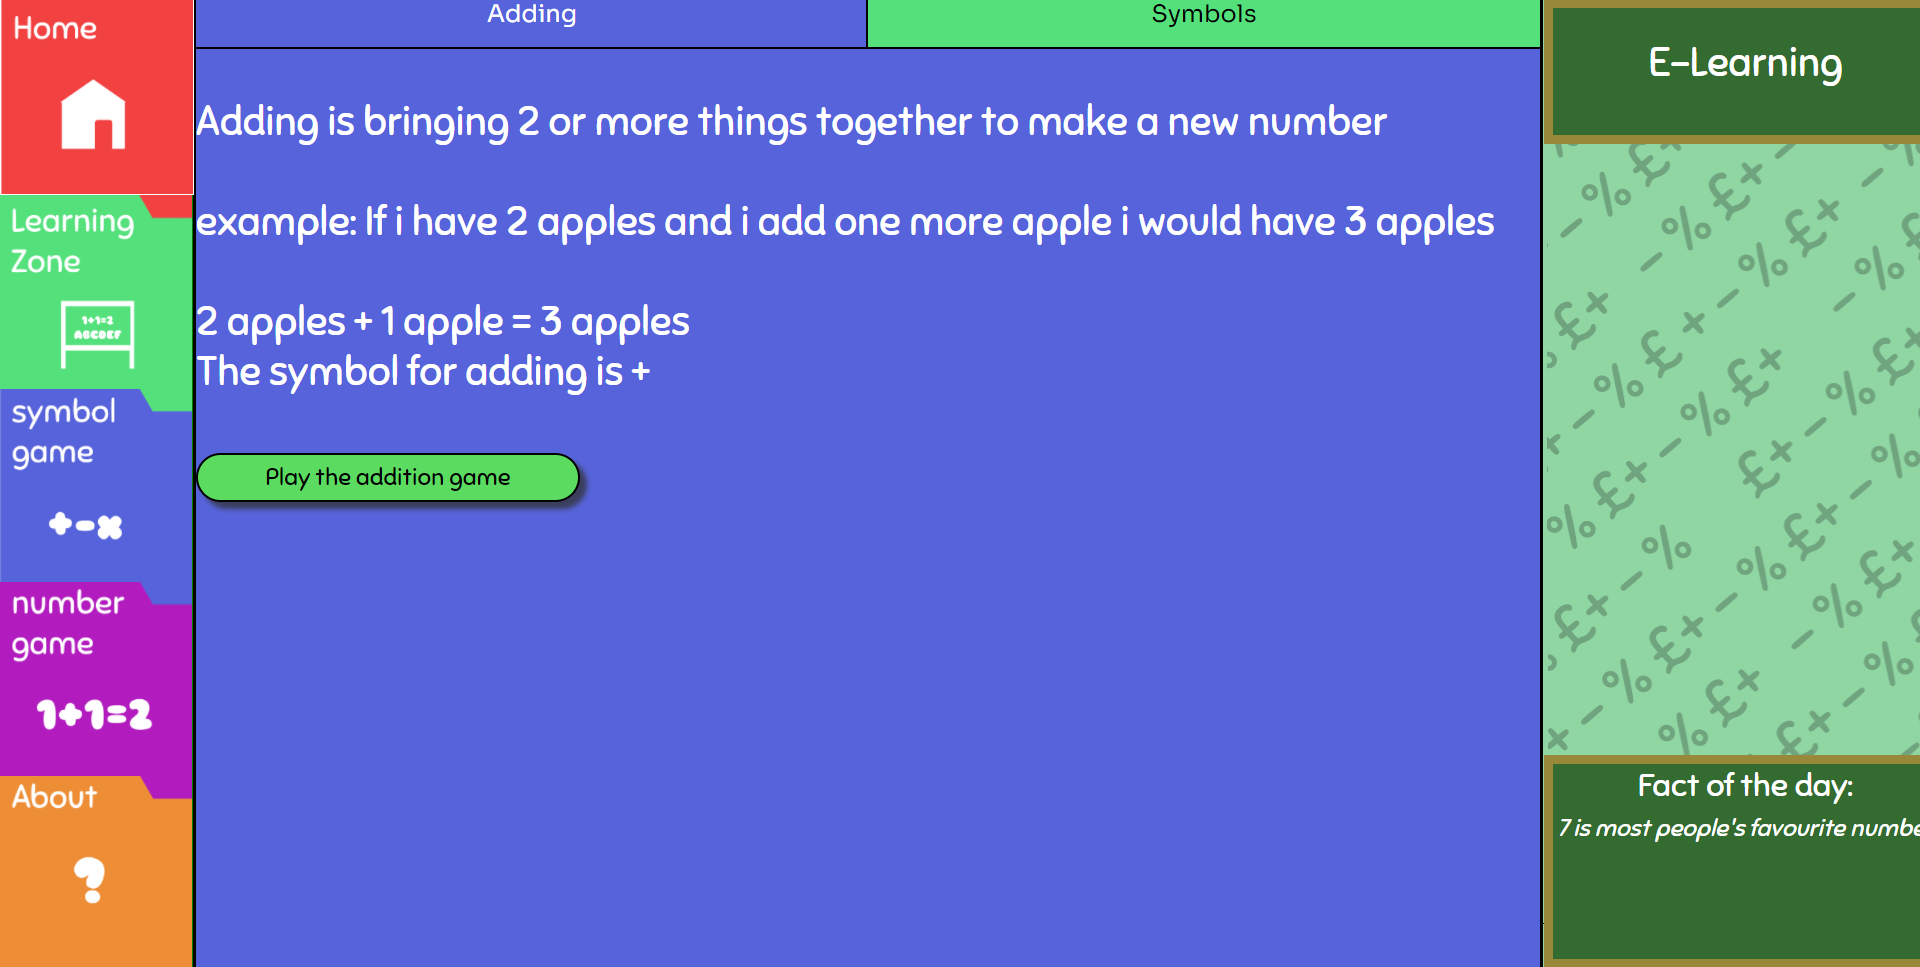 Home
Learning
Zone
1+1=2
ABCDEF
symbol
game
+-×
number
game
1+1=2
About
?
Adding
Symbols
Adding is bringing 2 or more things together to make a new number
example: If i have 2 apples and i add one more apple i would have 3 apples
2 apples + 1 apple = 3 apples
The symbol for adding is +
Play the addition game
E-Learning
Fact of the day:
7 is most people's favourite numbe